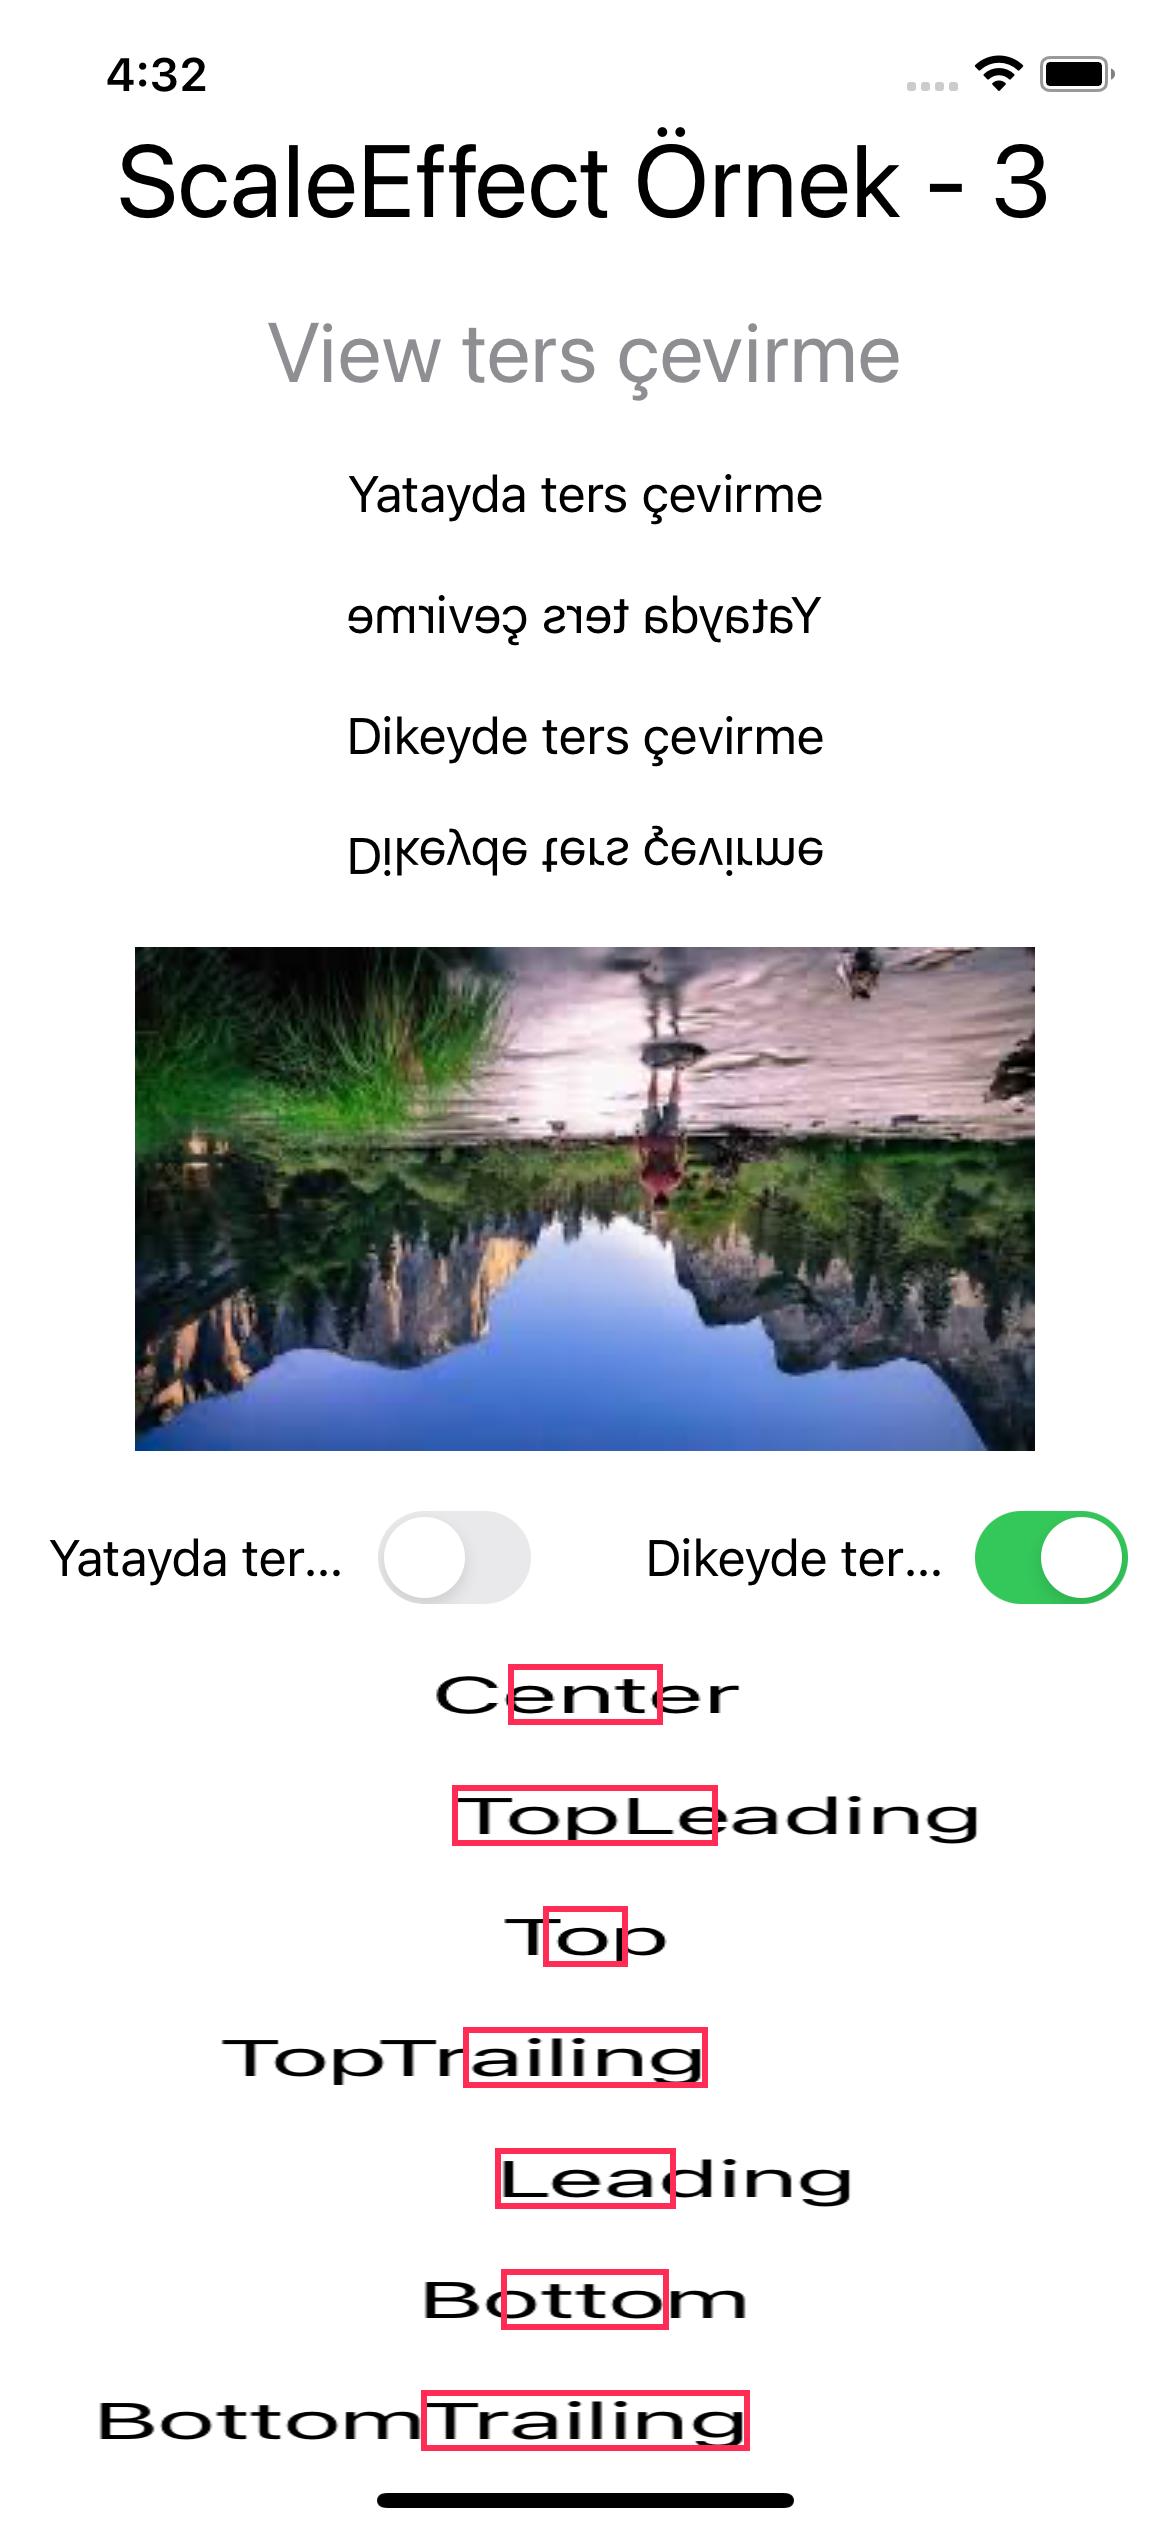 4:32
ScaleEffect Örnek - 3
View ters çevirme
Yatayda ters çevirme
Yatayda ters çevirme
Dikeyde ters çevirme
Dikeyde ters çevirme
Yatayda ter...
Dikeyde ter...
Center
TopLeading
Top
TopTrailing
Leading
Bottom
BottomTrailing